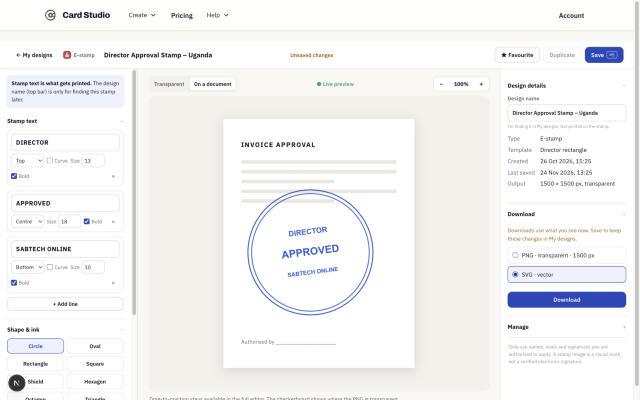 Card Studio
Create
Pricing
Help
Account
← My designs
E-stamp
Director Approval Stamp – Uganda
Unsaved changes
★ Favourite
Duplicate
Save
Stamp text is what gets printed. The design
name (top bar) is only for finding this stamp
later.
Stamp text
DIRECTOR
Top
Curve Size 13
Bold
×
APPROVED
Centre
Size 18
Bold
×
SABTECH ONLINE
Bottom
Curve Size 10
Bold
×
+ Add line
Shape & ink
Circle
Oval
Rectangle
Square
Shield
Hexagon
N
Transparent
On a document
Live preview
− 100% +
INVOICE APPROVAL
DIRECTOR
APPROVED
SABTECH ONLINE
Authorised by
Design details
Design name
Director Approval Stamp – Uganda
For finding in My designs. Not printed on the stamp.
Type E-stamp
Template Director rectangle
Created 26 Oct 2026, 15:25
Last saved 24 Nov 2026, 13:25
Output 1500 × 1500 px, transparent
Download
Downloads use what you see now. Save to keep
these changes in My designs.
PNG · transparent · 1500 px
SVG · vector
Download
Manage +
Only use names, seals and signatures you are
authorised to apply. A stamp image is a visual mark,
not a verified electronic signature.